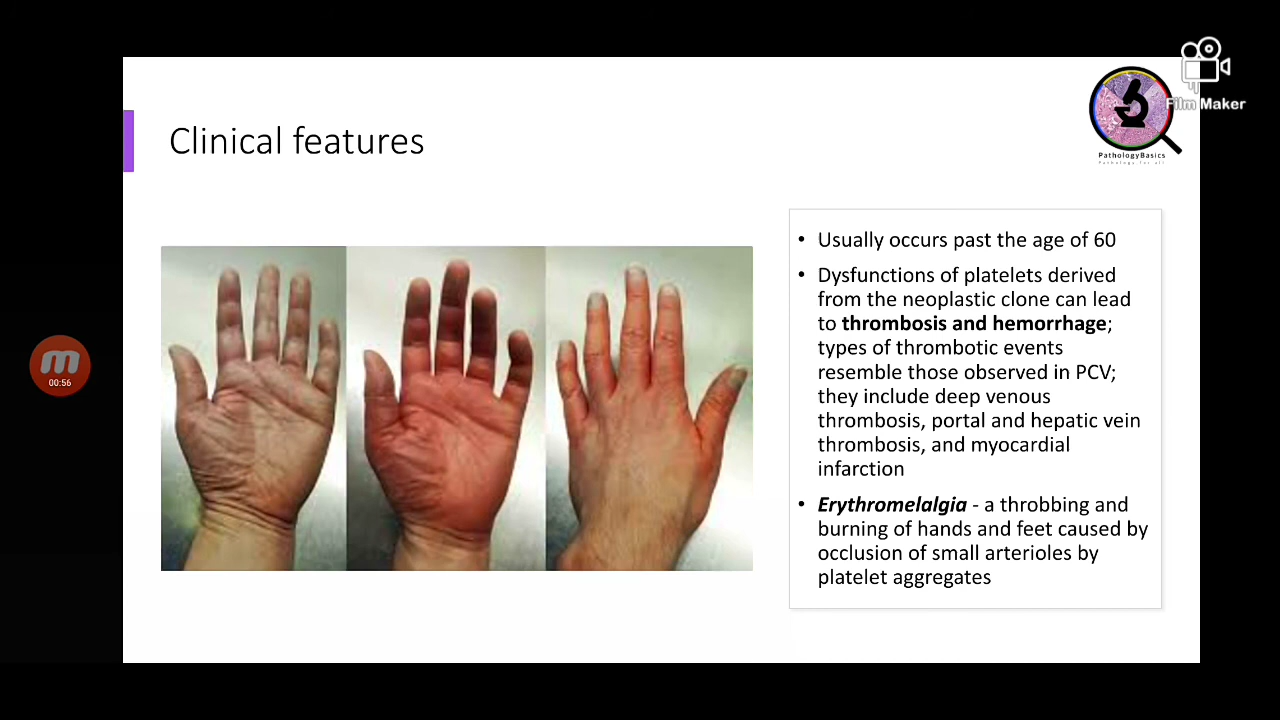 Film Maker
PathologyBasics
Pathology for all
Clinical features
• Usually occurs past the age of 60
• Dysfunctions of platelets derived
from the neoplastic clone can lead
to thrombosis and hemorrhage;
types of thrombotic events
resemble those observed in PCV;
they include deep venous
thrombosis, portal and hepatic vein
thrombosis, and myocardial
infarction
• Erythromelalgia - a throbbing and
burning of hands and feet caused by
occlusion of small arterioles by
platelet aggregates
00:56